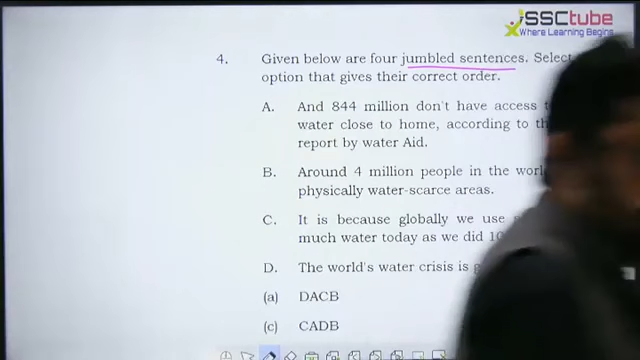 SSCtube
Where Learning Begins
4. Given below are four jumbled sentences. Select
option that gives their correct order.
A. And 844 million don't have access
water close to home, according to
report by water Aid.
B. Around 4 million people in the
physically water-scarce areas.
C. It is because globally we use
much water today as we did
D. The world's water crisis is
(a) DACB
(c) CADB